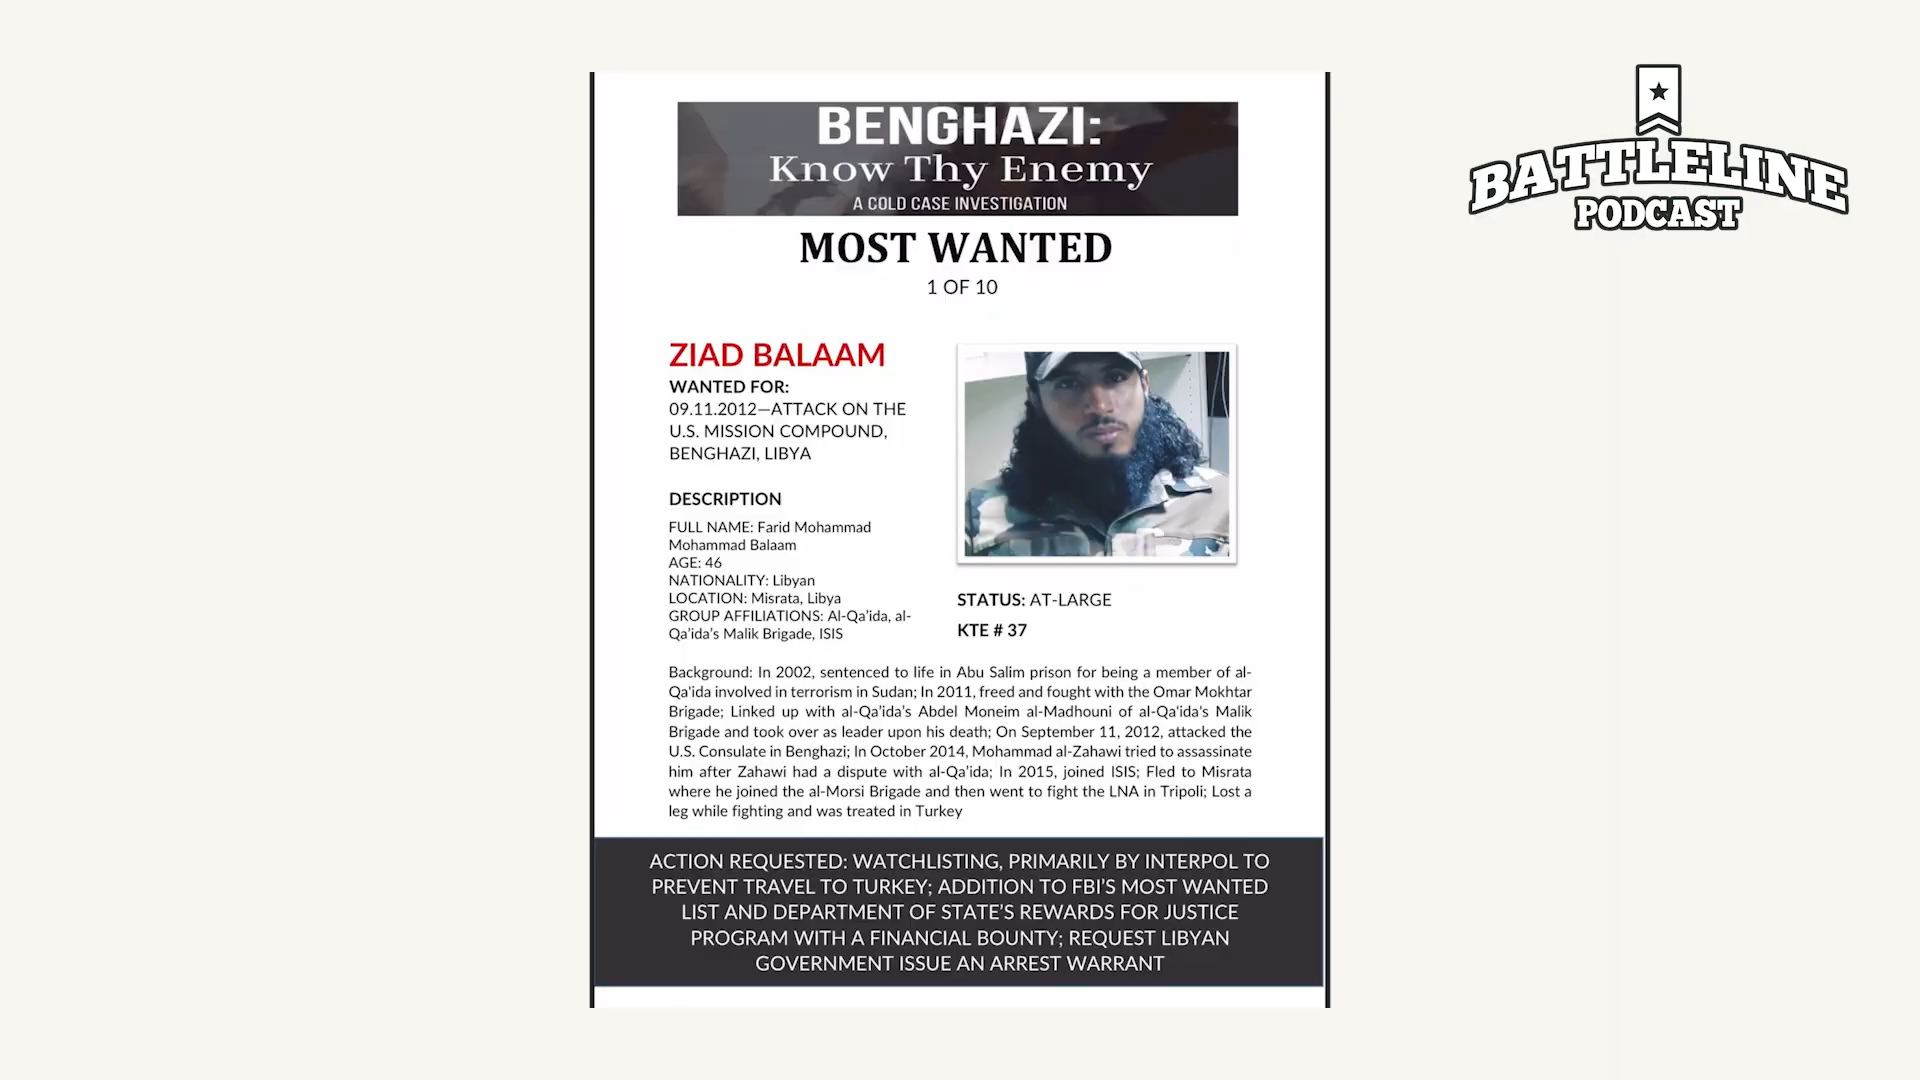 BENGHAZI:
Know Thy Enemy
A COLD CASE INVESTIGATION
MOST WANTED
1 OF 10
ZIAD BALAAM
WANTED FOR:
09.11.2012—ATTACK ON THE
U.S. MISSION COMPOUND,
BENGHAZI, LIBYA
DESCRIPTION
FULL NAME: Farid Mohammad
Mohammad Balaam
AGE: 46
NATIONALITY: Libyan
LOCATION: Misrata, Libya
GROUP AFFILIATIONS: Al-Qa’ida, al-
Qa’ida’s Malik Brigade, ISIS
STATUS: AT-LARGE
KTE # 37
Background: In 2002, sentenced to life in Abu Salim prison for being a member of al-
Qa'ida involved in terrorism in Sudan; In 2011, freed and fought with the Omar Mokhtar
Brigade; Linked up with al-Qa’ida’s Abdel Moneim al-Madhouni of al-Qa'ida's Malik
Brigade and took over as leader upon his death; On September 11, 2012, attacked the
U.S. Consulate in Benghazi; In October 2014, Mohammad al-Zahawi tried to assassinate
him after Zahawi had a dispute with al-Qa’ida; In 2015, joined ISIS; Fled to Misrata
where he joined the al-Morsi Brigade and then went to fight the LNA in Tripoli; Lost a
leg while fighting and was treated in Turkey
ACTION REQUESTED: WATCHLISTING, PRIMARILY BY INTERPOL TO
PREVENT TRAVEL TO TURKEY; ADDITION TO FBI’S MOST WANTED
LIST AND DEPARTMENT OF STATE’S REWARDS FOR JUSTICE
PROGRAM WITH A FINANCIAL BOUNTY; REQUEST LIBYAN
GOVERNMENT ISSUE AN ARREST WARRANT
BATTLELINE
PODCAST